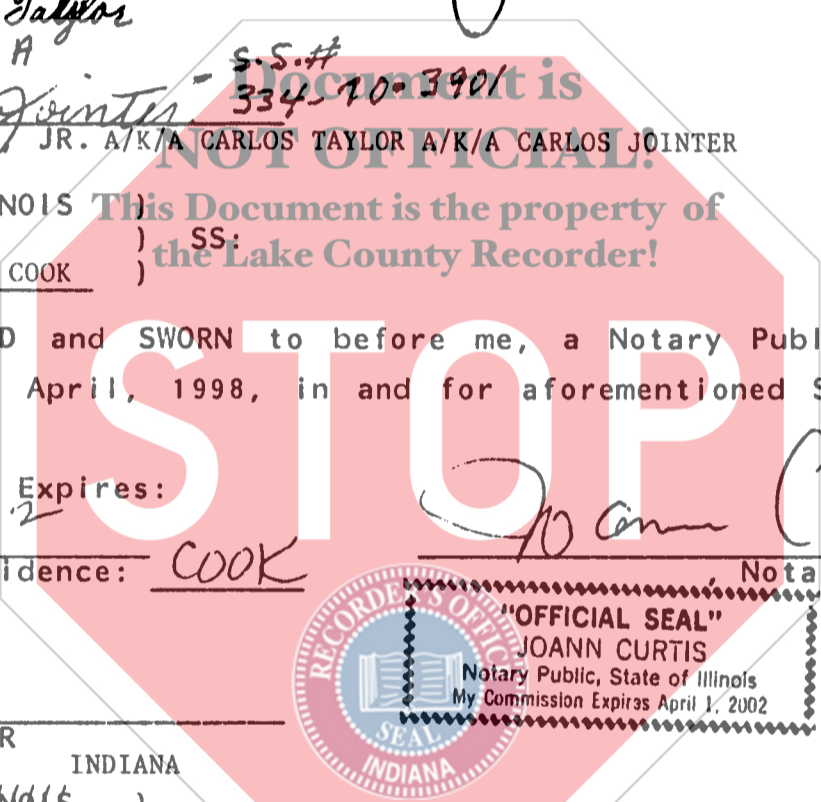 Taylor
A
Jointer - S.S.#
JR. A/K/A CARLOS TAYLOR A/K/A CARLOS JOINTER
Document is
NOT OFFICIAL!
This Document is the property of
the Lake County Recorder!
NOIS )
) SS:
COOK )
D and SWORN to before me, a Notary Publ
April, 1998, in and for aforementioned S
STOP
Expires:
2
idence: COOK
Jo Ann C
Nota
"OFFICIAL SEAL"
JOANN CURTIS
Notary Public, State of Illinois
My Commission Expires April 1, 2002
RECORDER'S OFFICE
SEAL
INDIANA
R
INDIANA
)